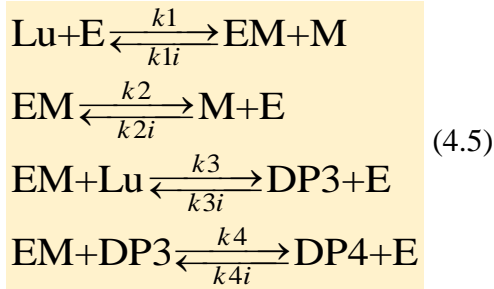 Lu+E ⇌ EM+M k1 k1i
EM ⇌ M+E k2 k2i
EM+Lu ⇌ DP3+E k3 k3i
EM+DP3 ⇌ DP4+E k4 k4i
(4.5)